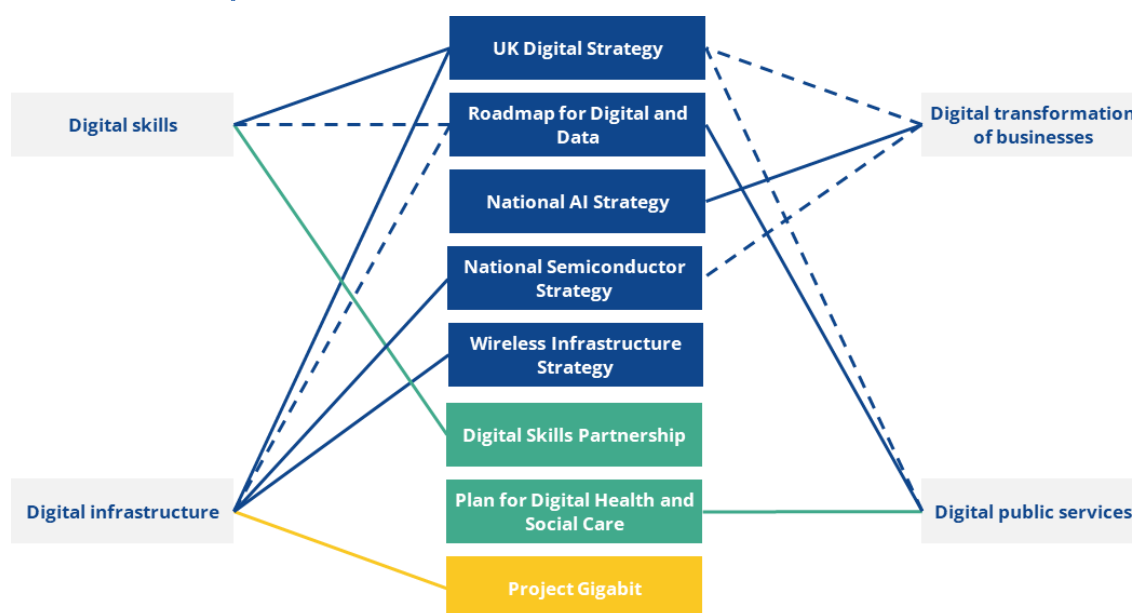 UK Digital Strategy
Digital skills
Roadmap for Digital and
Data
Digital transformation
of businesses
National AI Strategy
National Semiconductor
Strategy
Wireless Infrastructure
Strategy
Digital Skills Partnership
Digital infrastructure
Plan for Digital Health and
Social Care
Digital public services
Project Gigabit